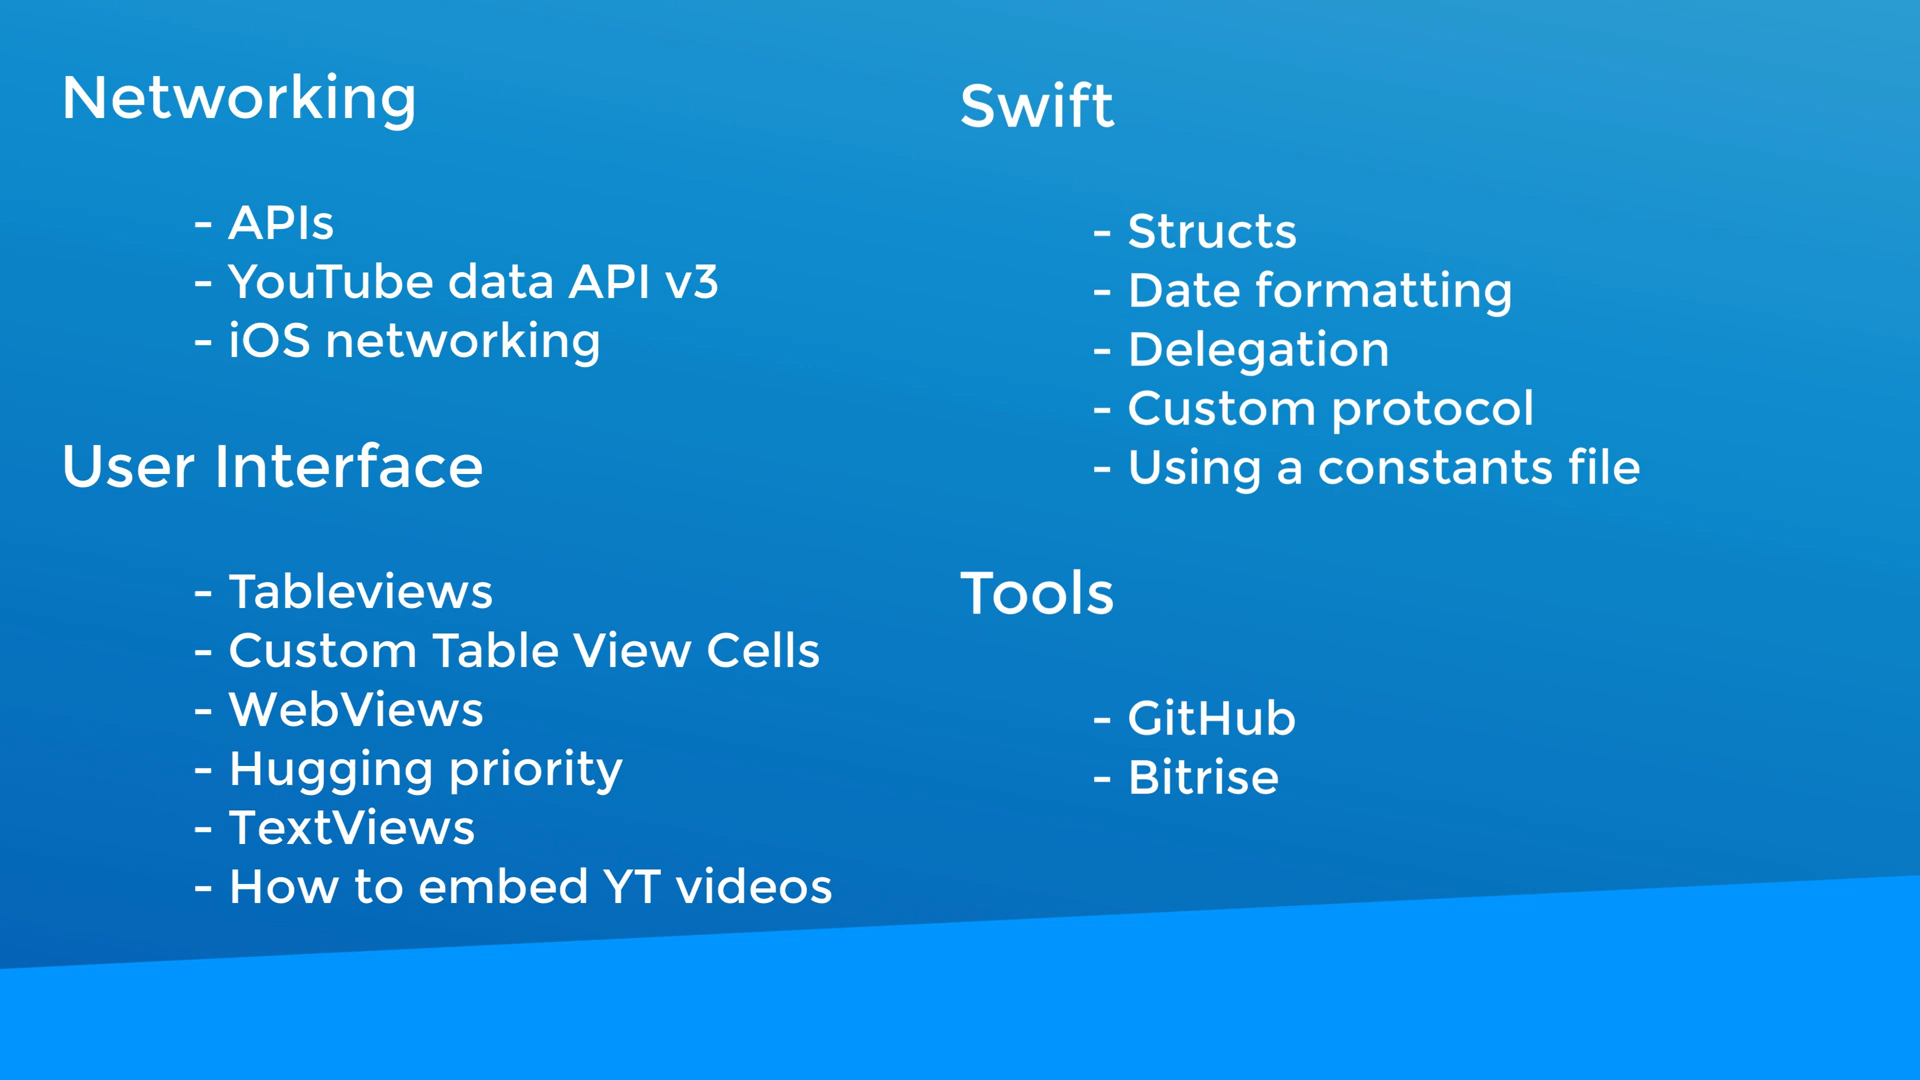 Networking
- APIs
- YouTube data API v3
- iOS networking
User Interface
- Tableviews
- Custom Table View Cells
- WebViews
- Hugging priority
- TextViews
- How to embed YT videos
Swift
- Structs
- Date formatting
- Delegation
- Custom protocol
- Using a constants file
Tools
- GitHub
- Bitrise